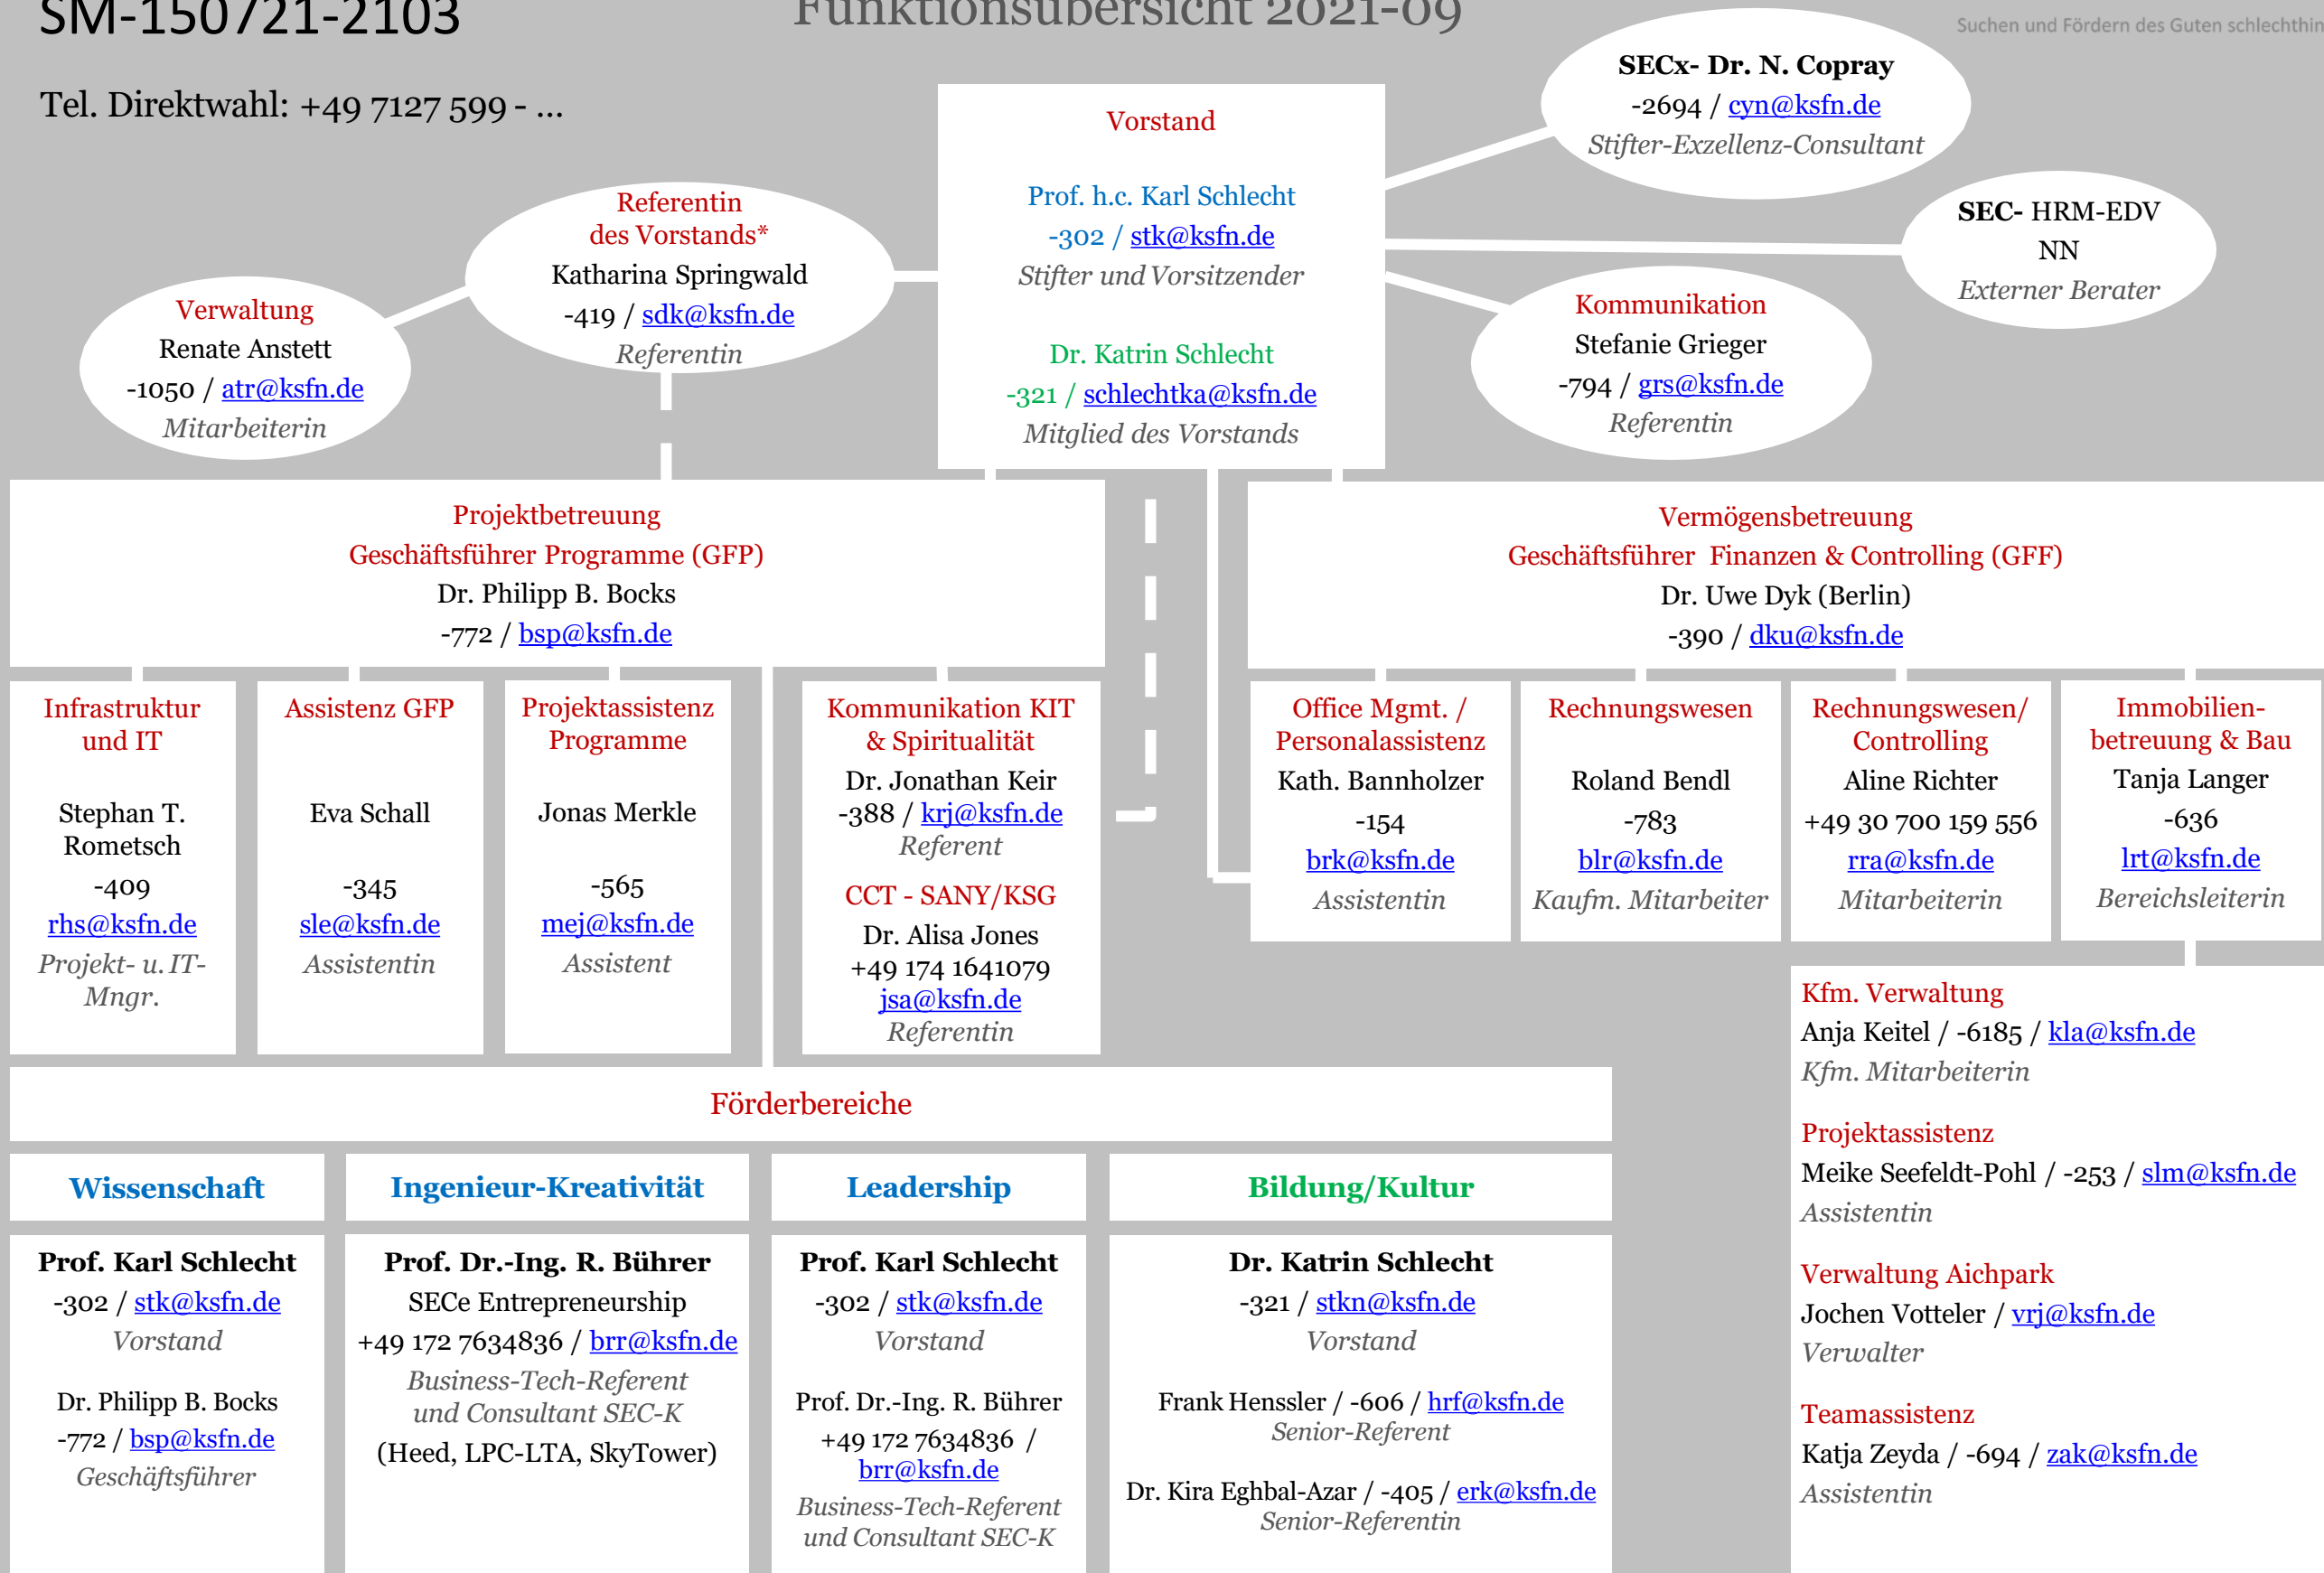 SM-150721-2103
Funktionsübersicht 2021-09
Suchen und Fördern des Guten schlechthin
Tel. Direktwahl: +49 7127 599 - ...
SECx- Dr. N. Copray
-2694 / cyn@ksfn.de
Stifter-Exzellenz-Consultant
Vorstand
Prof. h.c. Karl Schlecht
-302 / stk@ksfn.de
Stifter und Vorsitzender
Dr. Katrin Schlecht
-321 / schlechtka@ksfn.de
Mitglied des Vorstands
SEC- HRM-EDV
NN
Externer Berater
Referentin
des Vorstands*
Katharina Springwald
-419 / sdk@ksfn.de
Referentin
Verwaltung
Renate Anstett
-1050 / atr@ksfn.de
Mitarbeiterin
Kommunikation
Stefanie Grieger
-794 / grs@ksfn.de
Referentin
Projektbetreuung
Geschäftsführer Programme (GFP)
Dr. Philipp B. Bocks
-772 / bsp@ksfn.de
Vermögensbetreuung
Geschäftsführer Finanzen & Controlling (GFF)
Dr. Uwe Dyk (Berlin)
-390 / dku@ksfn.de
Infrastruktur
und IT
Stephan T.
Rometsch
-409
rhs@ksfn.de
Projekt- u. IT-
Mngr.
Assistenz GFP
Eva Schall
-345
sle@ksfn.de
Assistentin
Projektassistenz
Programme
Jonas Merkle
-565
mej@ksfn.de
Assistent
Kommunikation KIT
& Spiritualität
Dr. Jonathan Keir
-388 / krj@ksfn.de
Referent
CCT - SANY/KSG
Dr. Alisa Jones
+49 174 1641079
jsa@ksfn.de
Referentin
Office Mgmt. /
Personalassistenz
Kath. Bannholzer
-154
brk@ksfn.de
Assistentin
Rechnungswesen
Roland Bendl
-783
blr@ksfn.de
Kaufm. Mitarbeiter
Rechnungswesen/
Controlling
Aline Richter
+49 30 700 159 556
rra@ksfn.de
Mitarbeiterin
Immobilien-
betreuung & Bau
Tanja Langer
-636
lrt@ksfn.de
Bereichsleiterin
Kfm. Verwaltung
Anja Keitel / -6185 / kla@ksfn.de
Kfm. Mitarbeiterin
Projektassistenz
Meike Seefeldt-Pohl / -253 / slm@ksfn.de
Assistentin
Verwaltung Aichpark
Jochen Votteler / vrj@ksfn.de
Verwalter
Teamassistenz
Katja Zeyda / -694 / zak@ksfn.de
Assistentin
Förderbereiche
Wissenschaft
Prof. Karl Schlecht
-302 / stk@ksfn.de
Vorstand
Dr. Philipp B. Bocks
-772 / bsp@ksfn.de
Geschäftsführer
Ingenieur-Kreativität
Prof. Dr.-Ing. R. Bührer
SECe Entrepreneurship
+49 172 7634836 / brr@ksfn.de
Business-Tech-Referent
und Consultant SEC-K
(Heed, LPC-LTA, SkyTower)
Leadership
Prof. Karl Schlecht
-302 / stk@ksfn.de
Vorstand
Prof. Dr.-Ing. R. Bührer
+49 172 7634836 /
brr@ksfn.de
Business-Tech-Referent
und Consultant SEC-K
Bildung/Kultur
Dr. Katrin Schlecht
-321 / stkn@ksfn.de
Vorstand
Frank Henssler / -606 / hrf@ksfn.de
Senior-Referent
Dr. Kira Eghbal-Azar / -405 / erk@ksfn.de
Senior-Referentin